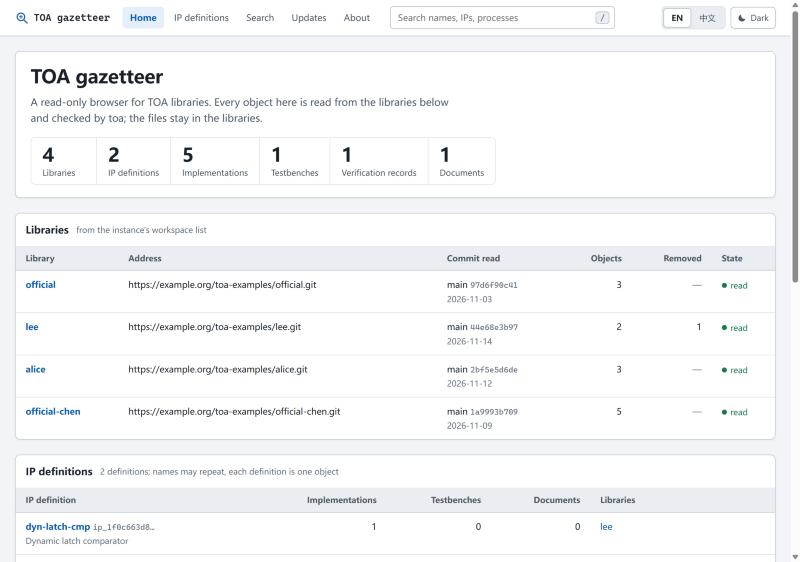 TOA gazetteer Home IP definitions Search Updates About Search names, IPs, processes / EN 中文 Dark
TOA gazetteer
A read-only browser for TOA libraries. Every object here is read from the libraries below
and checked by toa; the files stay in the libraries.
4 2 5 1 1 1
Libraries IP definitions Implementations Testbenches Verification records Documents
Libraries from the instance's workspace list
Library Address Commit read Objects Removed State
official https://example.org/toa-examples/official.git main 97d6f90c41 3 — read
2026-11-03
lee https://example.org/toa-examples/lee.git main 44e68e3b97 2 1 read
2026-11-14
alice https://example.org/toa-examples/alice.git main 2bf5e5d6de 3 — read
2026-11-12
official-chen https://example.org/toa-examples/official-chen.git main 1a9993b709 5 — read
2026-11-09
IP definitions 2 definitions; names may repeat, each definition is one object
IP definition Implementations Testbenches Documents Libraries
dyn-latch-cmp ip_1f0c663d8… 1 0 0 lee
Dynamic latch comparator